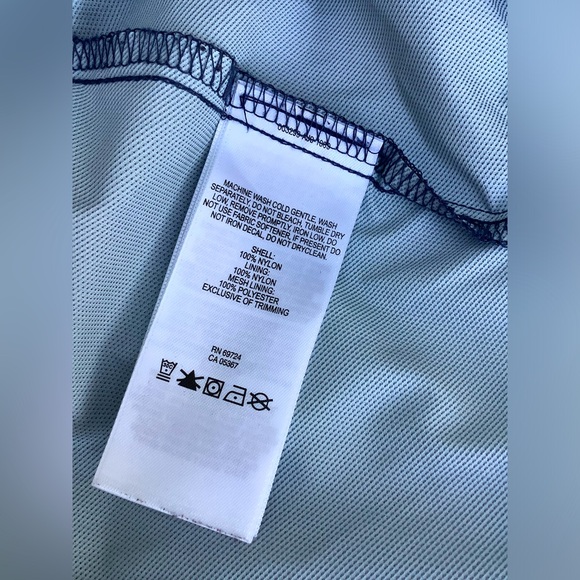 MACHINE WASH COLD GENTLE, WASH
SEPARATELY, DO NOT BLEACH, TUMBLE DRY
LOW, REMOVE PROMPTLY, IRON LOW, DO
NOT USE FABRIC SOFTENER, IF PRESENT DO
NOT IRON DECAL, DO NOT DRYCLEAN.
SHELL:
100% NYLON
LINING:
100% NYLON
MESH LINING:
100% POLYESTER
EXCLUSIVE OF TRIMMING
RN 69724
CA 05367